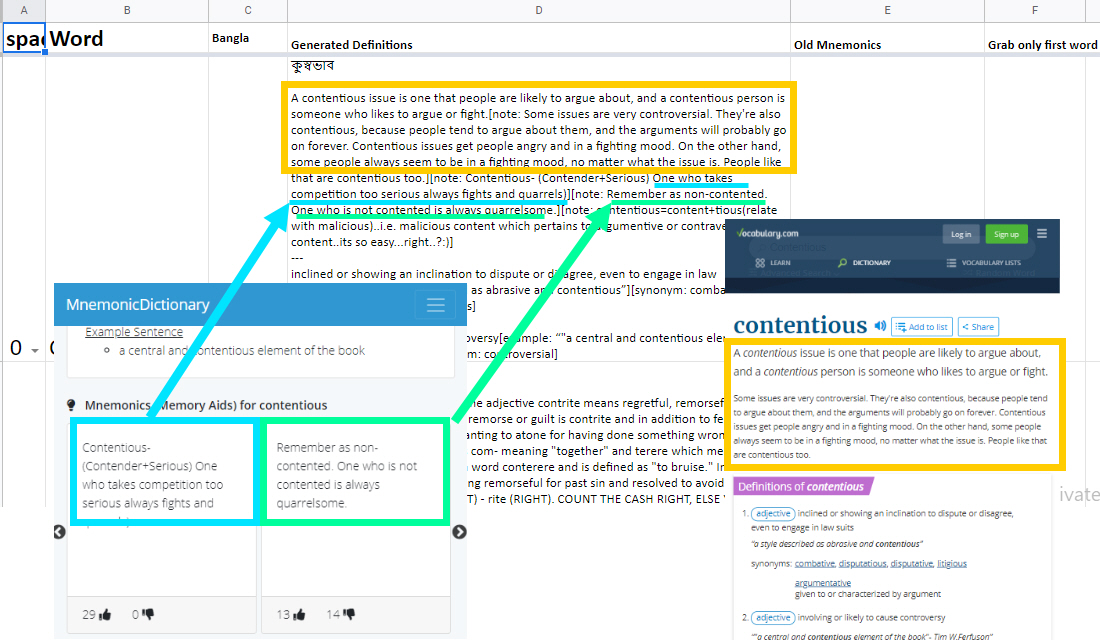 A B C D E F
space Word Bangla Generated Definitions Old Mnemonics Grab only first word
কুস্বভাব
A contentious issue is one that people are likely to argue about, and a contentious person is
someone who likes to argue or fight.[note: Some issues are very controversial. They're also
contentious, because people tend to argue about them, and the arguments will probably go
on forever. Contentious issues get people angry and in a fighting mood. On the other hand,
some people always seem to be in a fighting mood, no matter what the issue is. People like
that are contentious too.][note: Contentious- (Contender+Serious) One who takes
competition too serious always fights and quarrels)][note: Remember as non-contented.
One who is not contented is always quarrelsome.][note: contentious=content+tious(relate
with malicious)..i.e. malicious content which pertains to argumentive or contrave
content..its so easy...right..?:)]
---
inclined or showing an inclination to dispute or disagree, even to engage in law
as abrasive and contentious”][synonym: comba
s]
oversy[example: “"a central and contentious eler
m: controversial]
he adjective contrite means regretful, remorsef
remorse or guilt is contrite and in addition to fe
anting to atone for having done something wron
com- meaning "together" and terere which me
word conterere and is defined as "to bruise." In
ng remorseful for past sin and resolved to avoid
T) - rite (RIGHT). COUNT THE CASH RIGHT, ELSE
0
MnemonicDictionary
Example Sentence
a central and contentious element of the book
Mnemonics (Memory Aids) for contentious
Contentious-
(Contender+Serious) One
who takes competition too
serious always fights and
Remember as non-
contented. One who is not
contented is always
quarrelsome.
29 0
13 14
Vocabulary.com Log in Sign up
LEARN DICTIONARY VOCABULARY LISTS
contentious Add to list Share
A contentious issue is one that people are likely to argue about,
and a contentious person is someone who likes to argue or fight.
Some issues are very controversial. They're also contentious, because people tend
to argue about them, and the arguments will probably go on forever. Contentious
issues get people angry and in a fighting mood. On the other hand, some people
always seem to be in a fighting mood, no matter what the issue is. People like that
are contentious too.
Definitions of contentious
1. adjective inclined or showing an inclination to dispute or disagree,
even to engage in law suits
“a style described as abrasive and contentious”
synonyms: combative, disputatious, disputative, litigious
argumentative
given to or characterized by argument
2. adjective involving or likely to cause controversy
“"a central and contentious element of the book"- Tim W.Ferfuson”
ivate